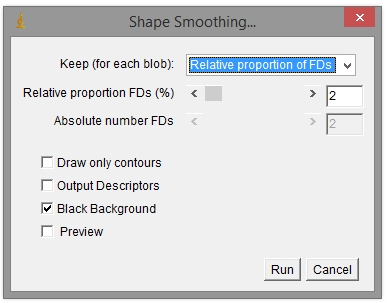 Shape Smoothing...
Keep (for each blob): Relative proportion of FDs
Relative proportion FDs (%) 2
Absolute number FDs 2
Draw only contours
Output Descriptors
Black Background
Preview
Run Cancel